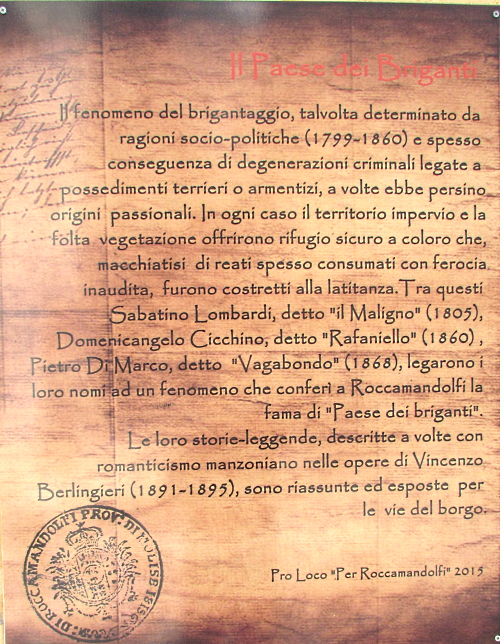 Il Paese dei Briganti
Il fenomeno del brigantaggio, talvolta determinato da
ragioni socio-politiche (1799-1860) e spesso
conseguenza di degenerazioni criminali legate a
possedimenti terrieri o armentizi, a volte ebbe persino
origini passionali. In ogni caso il territorio impervio e la
folta vegetazione offrirono rifugio sicuro a coloro che,
macchiatisi di reati spesso consumati con ferocia
inaudita, furono costretti alla latitanza.Tra questi
Sabatino Lombardi, detto "il Maligno" (1805),
Domenicangelo Cicchino, detto "Rafaniello" (1860) ,
Pietro Di Marco, detto "Vagabondo" (1868), legarono i
loro nomi ad un fenomeno che conferì a Roccamandolfi la
fama di "Paese dei briganti".
Le loro storie-leggende, descritte a volte con
romanticismo manzoniano nelle opere di Vincenzo
Berlingieri (1891-1895), sono riassunte ed esposte per
le vie del borgo.
Pro Loco "Per Roccamandolfi" 2015
DI ROCCAMANDOLFI PROV. DI MOLISE 1816